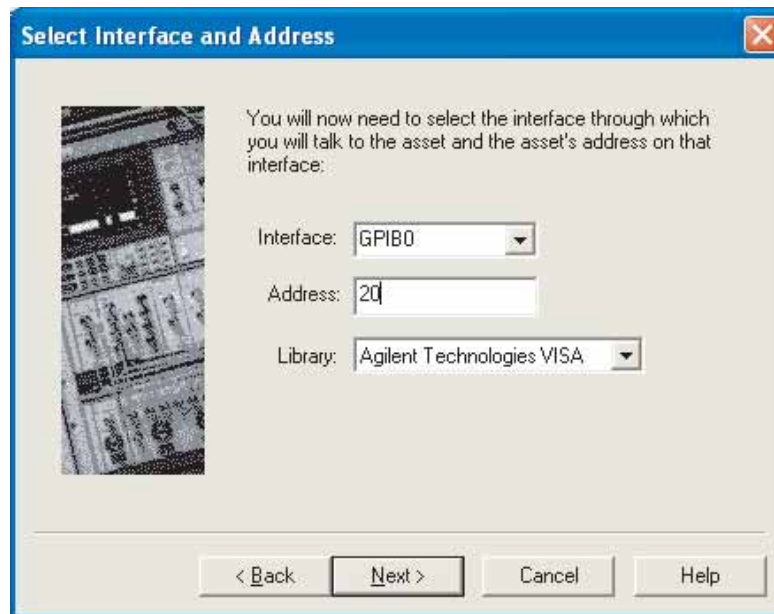 Select Interface and Address
You will now need to select the interface through which
you will talk to the asset and the asset's address on that
interface:
Interface: GPIB0
Address: 20
Library: Agilent Technologies VISA
< Back Next > Cancel Help